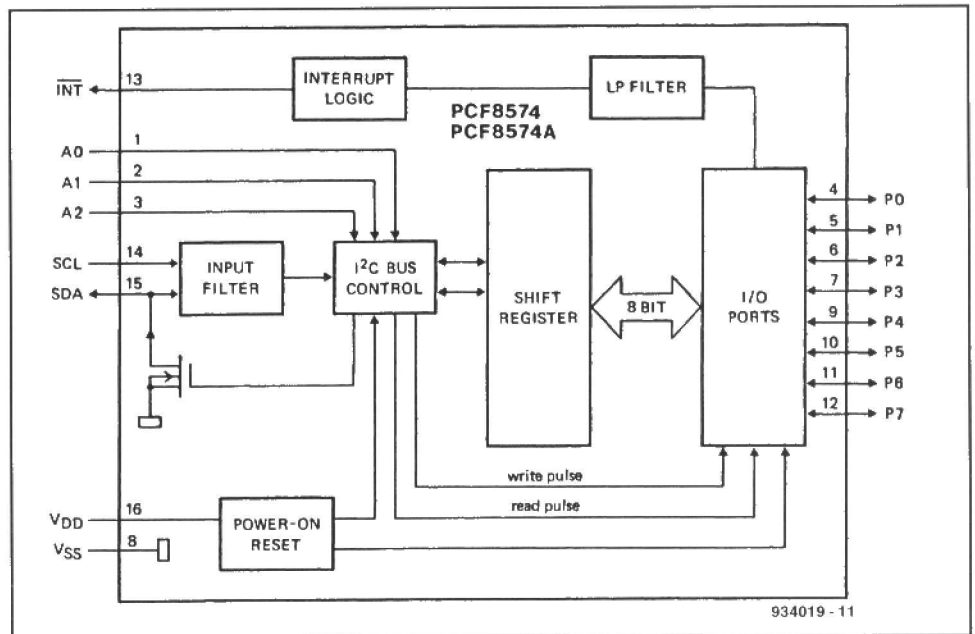 INT
13
INTERRUPT
LOGIC
LP FILTER
PCF8574
PCF8574A
A0
1
A1
2
A2
3
SCL
14
SDA
15
INPUT
FILTER
I²C BUS
CONTROL
SHIFT
REGISTER
8 BIT
I/O
PORTS
4
P0
5
P1
6
P2
7
P3
9
P4
10
P5
11
P6
12
P7
write pulse
read pulse
VDD
16
VSS
8
POWER-ON
RESET
934019 - 11